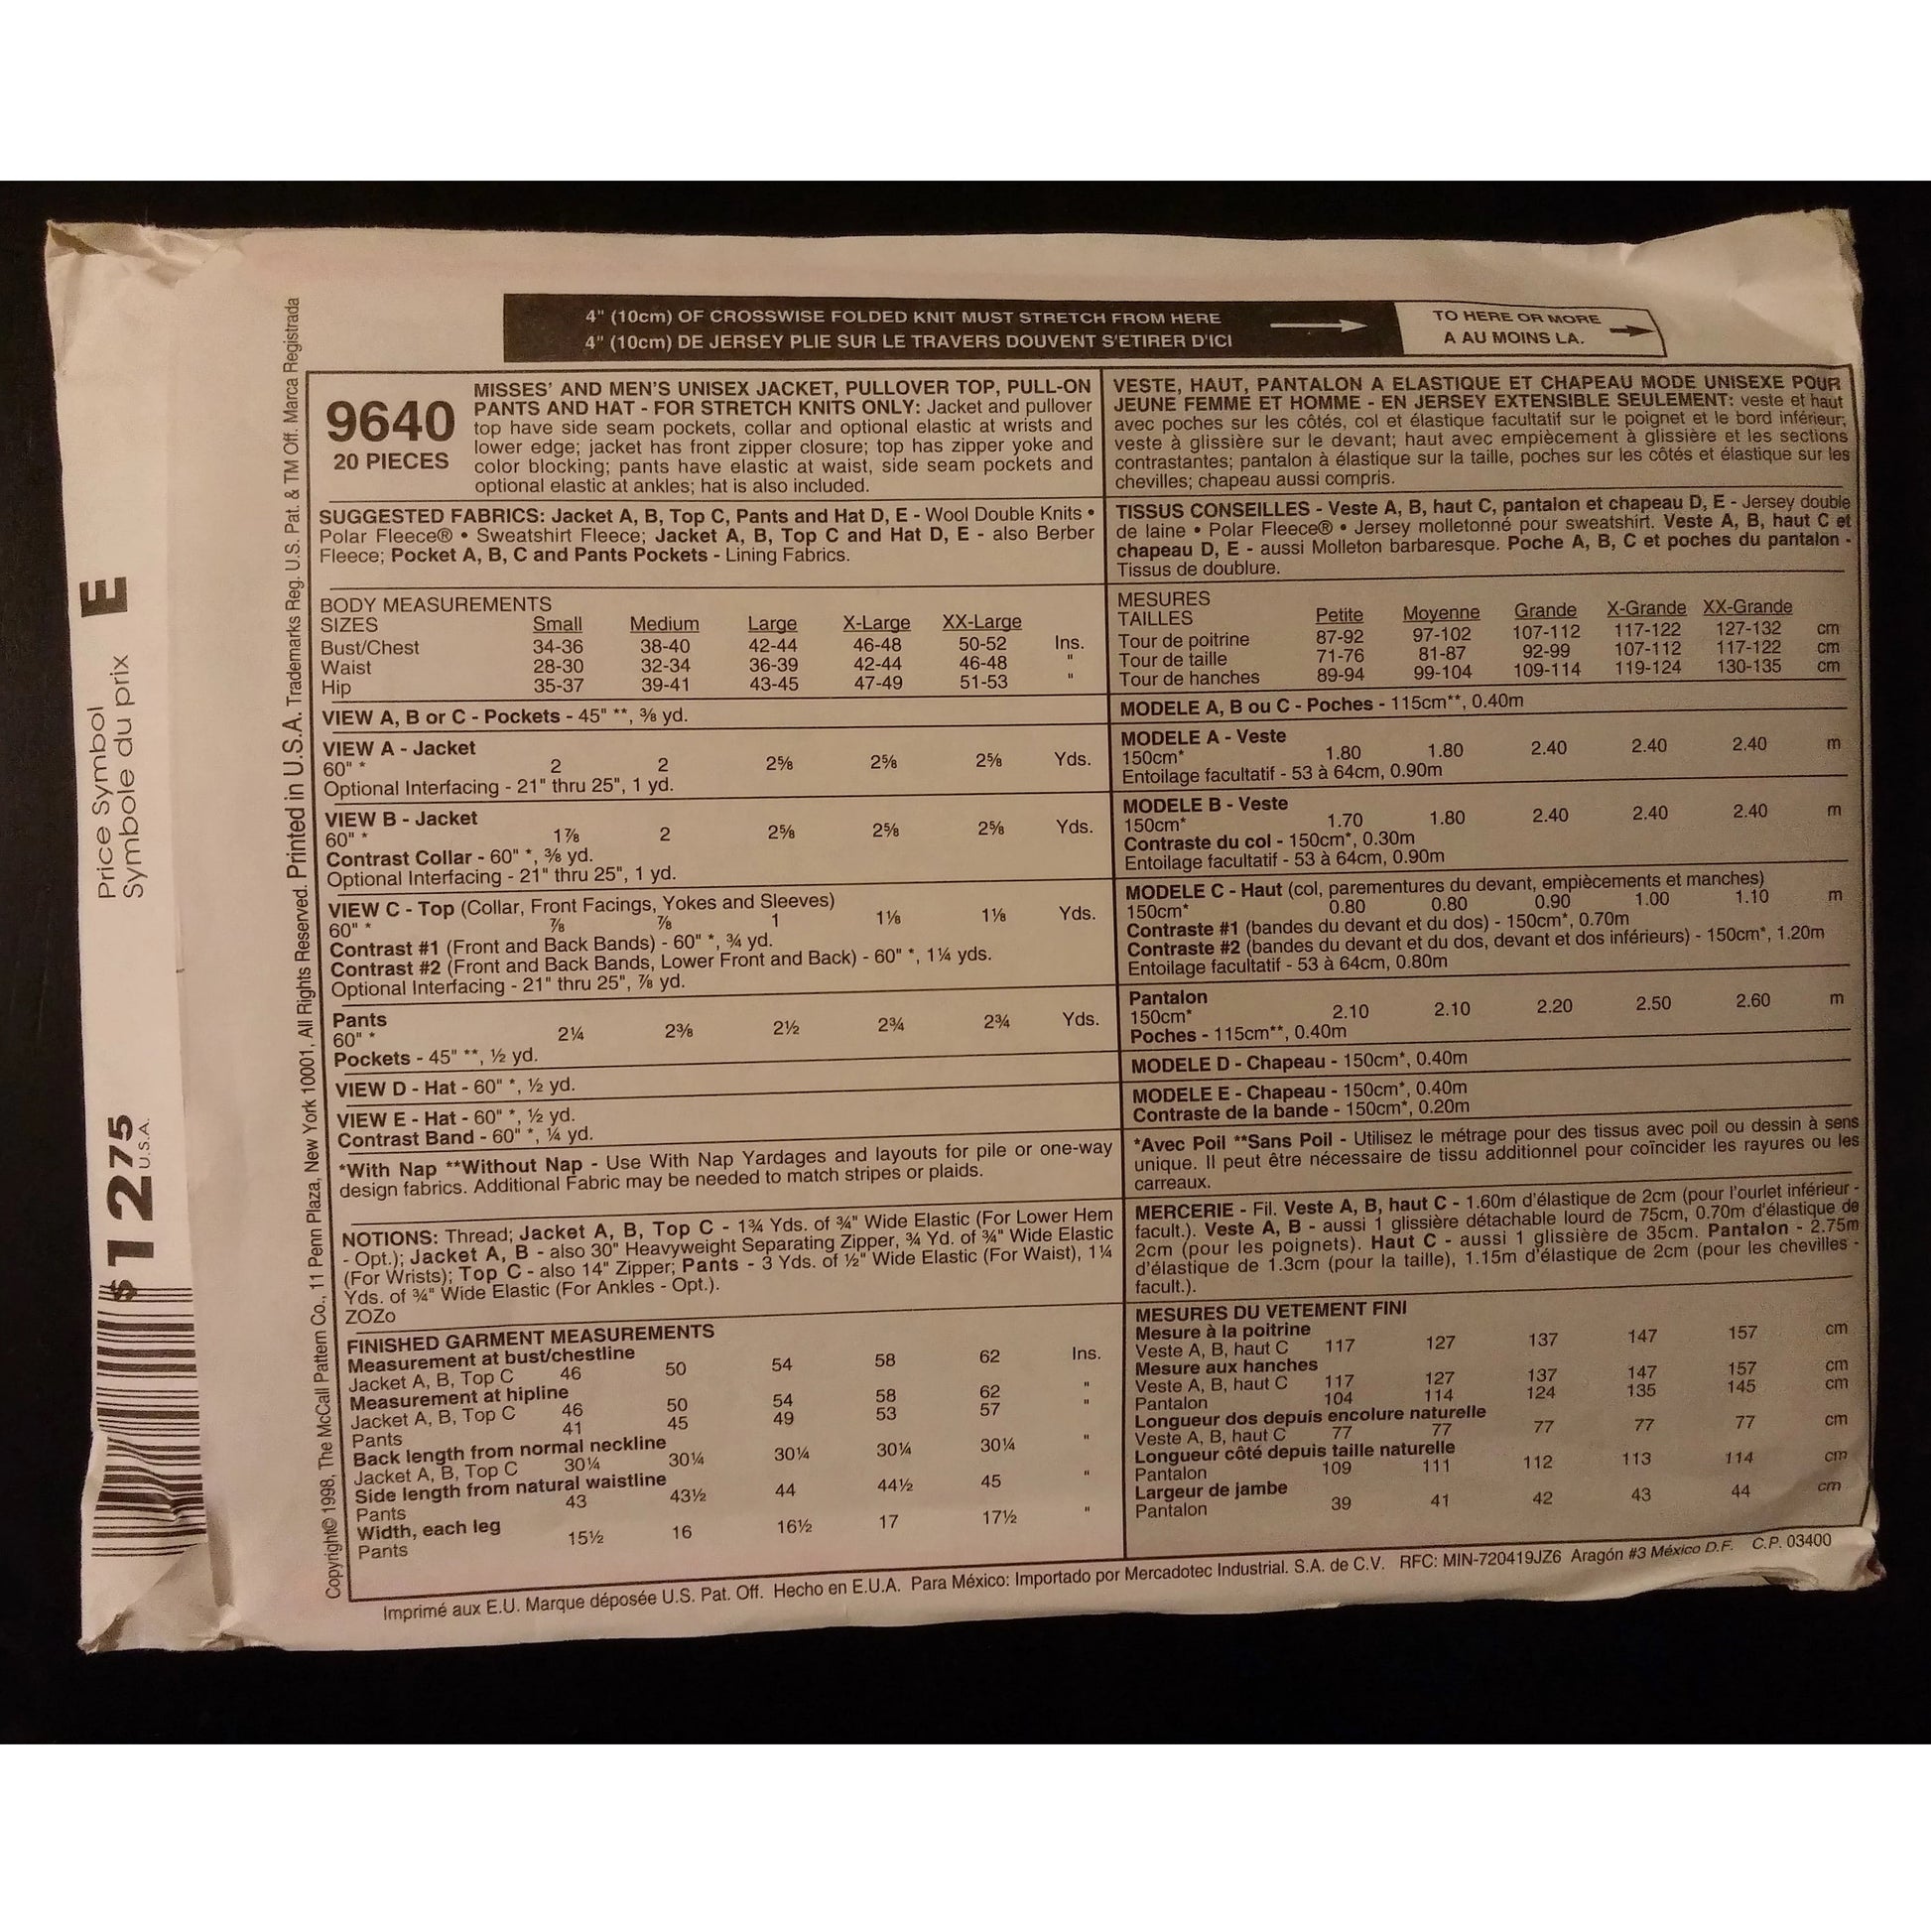 4" (10cm) OF CROSSWISE FOLDED KNIT MUST STRETCH FROM HERE
4" (10cm) DE JERSEY PLIE SUR LE TRAVERS DOUVENT S'ETIRER D'ICI
TO HERE OR MORE
A AU MOINS LA.
9640
20 PIECES
MISSES' AND MEN'S UNISEX JACKET, PULLOVER TOP, PULL-ON
PANTS AND HAT - FOR STRETCH KNITS ONLY: Jacket and pullover
top have side seam pockets, collar and optional elastic at wrists and
lower edge; jacket has front zipper closure; top has zipper yoke and
color blocking; pants have elastic at waist, side seam pockets and
optional elastic at ankles; hat is also included.
SUGGESTED FABRICS: Jacket A, B, Top C, Pants and Hat D, E - Wool Double Knits •
Polar Fleece® • Sweatshirt Fleece; Jacket A, B, Top C and Hat D, E - also Berber
Fleece; Pocket A, B, C and Pants Pockets - Lining Fabrics.
BODY MEASUREMENTS
SIZES Small Medium Large X-Large XX-Large
Bust/Chest 34-36 38-40 42-44 46-48 50-52 Ins.
Waist 28-30 32-34 36-39 42-44 46-48 "
Hip 35-37 39-41 43-45 47-49 51-53 "
VIEW A, B or C - Pockets - 45" **, ⅜ yd.
VIEW A - Jacket
60" * 2 2 2⅝ 2⅝ 2⅝ Yds.
Optional Interfacing - 21" thru 25", 1 yd.
VIEW B - Jacket
60" * 1⅞ 2 2⅝ 2⅝ 2⅝ Yds.
Contrast Collar - 60" *, ⅜ yd.
Optional Interfacing - 21" thru 25", 1 yd.
VIEW C - Top (Collar, Front Facings, Yokes and Sleeves)
60" * ⅞ ⅞ 1 1⅛ 1⅛ Yds.
Contrast #1 (Front and Back Bands) - 60" *, ¾ yd.
Contrast #2 (Front and Back Bands, Lower Front and Back) - 60" *, 1¼ yds.
Optional Interfacing - 21" thru 25", ⅞ yd.
Pants
60" * 2¼ 2⅜ 2½ 2¾ 2¾ Yds.
Pockets - 45" **, ½ yd.
VIEW D - Hat - 60" *, ½ yd.
VIEW E - Hat - 60" *, ½ yd.
Contrast Band - 60" *, ¼ yd.
*With Nap **Without Nap - Use With Nap Yardages and layouts for pile or one-way
design fabrics. Additional Fabric may be needed to match stripes or plaids.
NOTIONS: Thread; Jacket A, B, Top C - 1¾ Yds. of ¾" Wide Elastic (For Lower Hem
- Opt.); Jacket A, B - also 30" Heavyweight Separating Zipper, ¾ Yd. of ¾" Wide Elastic
(For Wrists); Top C - also 14" Zipper; Pants - 3 Yds. of ½" Wide Elastic (For Waist), 1¼
Yds. of ¾" Wide Elastic (For Ankles - Opt.).
ZOZo
FINISHED GARMENT MEASUREMENTS
Measurement at bust/chestline
Jacket A, B, Top C 46 50 54 58 62 Ins.
Measurement at hipline
Jacket A, B, Top C 46 50 54 58 62 "
Pants 41 45 49 53 57 "
Back length from normal neckline
Jacket A, B, Top C 30¼ 30¼ 30¼ 30¼ 30¼ "
Side length from natural waistline
Pants 43 43½ 44 44½ 45 "
Width, each leg
Pants 15½ 16 16½ 17 17½ "
VESTE, HAUT, PANTALON A ELASTIQUE ET CHAPEAU MODE UNISEXE POUR
JEUNE FEMME ET HOMME - EN JERSEY EXTENSIBLE SEULEMENT: veste et haut
avec poches sur les côtés, col et élastique facultatif sur le poignet et le bord inférieur;
veste à glissière sur le devant; haut avec empiècement à glissière et les sections
contrastantes; pantalon à élastique sur la taille, poches sur les côtés et élastique sur les
chevilles; chapeau aussi compris.
TISSUS CONSEILLES - Veste A, B, haut C, pantalon et chapeau D, E - Jersey double
de laine • Polar Fleece® • Jersey molletonné pour sweatshirt. Veste A, B, haut C et
chapeau D, E - aussi Molleton barbaresque. Poche A, B, C et poches du pantalon -
Tissus de doublure.
MESURES
TAILLES Petite Moyenne Grande X-Grande XX-Grande
Tour de poitrine 87-92 97-102 107-112 117-122 127-132 cm
Tour de taille 71-76 81-87 92-99 107-112 117-122 cm
Tour de hanches 89-94 99-104 109-114 119-124 130-135 cm
MODELE A, B ou C - Poches - 115cm**, 0.40m
MODELE A - Veste
150cm* 1.80 1.80 2.40 2.40 2.40 m
Entoilage facultatif - 53 à 64cm, 0.90m
MODELE B - Veste
150cm* 1.70 1.80 2.40 2.40 2.40 m
Contraste du col - 150cm*, 0.30m
Entoilage facultatif - 53 à 64cm, 0.90m
MODELE C - Haut (col, parementures du devant, empiècements et manches)
150cm* 0.80 0.80 0.90 1.00 1.10 m
Contraste #1 (bandes du devant et du dos) - 150cm*, 0.70m
Contraste #2 (bandes du devant et du dos, devant et dos inférieurs) - 150cm*, 1.20m
Entoilage facultatif - 53 à 64cm, 0.80m
Pantalon
150cm* 2.10 2.10 2.20 2.50 2.60 m
Poches - 115cm**, 0.40m
MODELE D - Chapeau - 150cm*, 0.40m
MODELE E - Chapeau - 150cm*, 0.40m
Contraste de la bande - 150cm*, 0.20m
*Avec Poil **Sans Poil - Utilisez le métrage pour des tissus avec poil ou dessin à sens
unique. Il peut être nécessaire de tissu additionnel pour coïncider les rayures ou les
carreaux.
MERCERIE - Fil. Veste A, B, haut C - 1.60m d'élastique de 2cm (pour l'ourlet inférieur -
facult.). Veste A, B - aussi 1 glissière détachable lourd de 75cm, 0.70m d'élastique de
2cm (pour les poignets). Haut C - aussi 1 glissière de 35cm. Pantalon - 2.75m
d'élastique de 1.3cm (pour la taille), 1.15m d'élastique de 2cm (pour les chevilles -
facult.).
MESURES DU VETEMENT FINI
Mesure à la poitrine
Veste A, B, haut C 117 127 137 147 157 cm
Mesure aux hanches
Veste A, B, haut C 117 127 137 147 157 cm
Pantalon 104 114 124 135 145 cm
Longueur dos depuis encolure naturelle
Veste A, B, haut C 77 77 77 77 77 cm
Longueur côté depuis taille naturelle
Pantalon 109 111 112 113 114 cm
Largeur de jambe
Pantalon 39 41 42 43 44 cm
Imprimé aux E.U. Marque déposée U.S. Pat. Off. Hecho en E.U.A. Para México: Importado por Mercadotec Industrial. S.A. de C.V. RFC: MIN-720419JZ6 Aragón #3 México D.F. C.P. 03400
Copyright© 1998, The McCall Pattern Co., 11 Penn Plaza, New York 10001, All Rights Reserved. Printed in U.S.A. Trademarks Reg. U.S. Pat. & TM Off. Marca Registrada
$1275
U.S.A.
Price Symbol
Symbole du prix
E